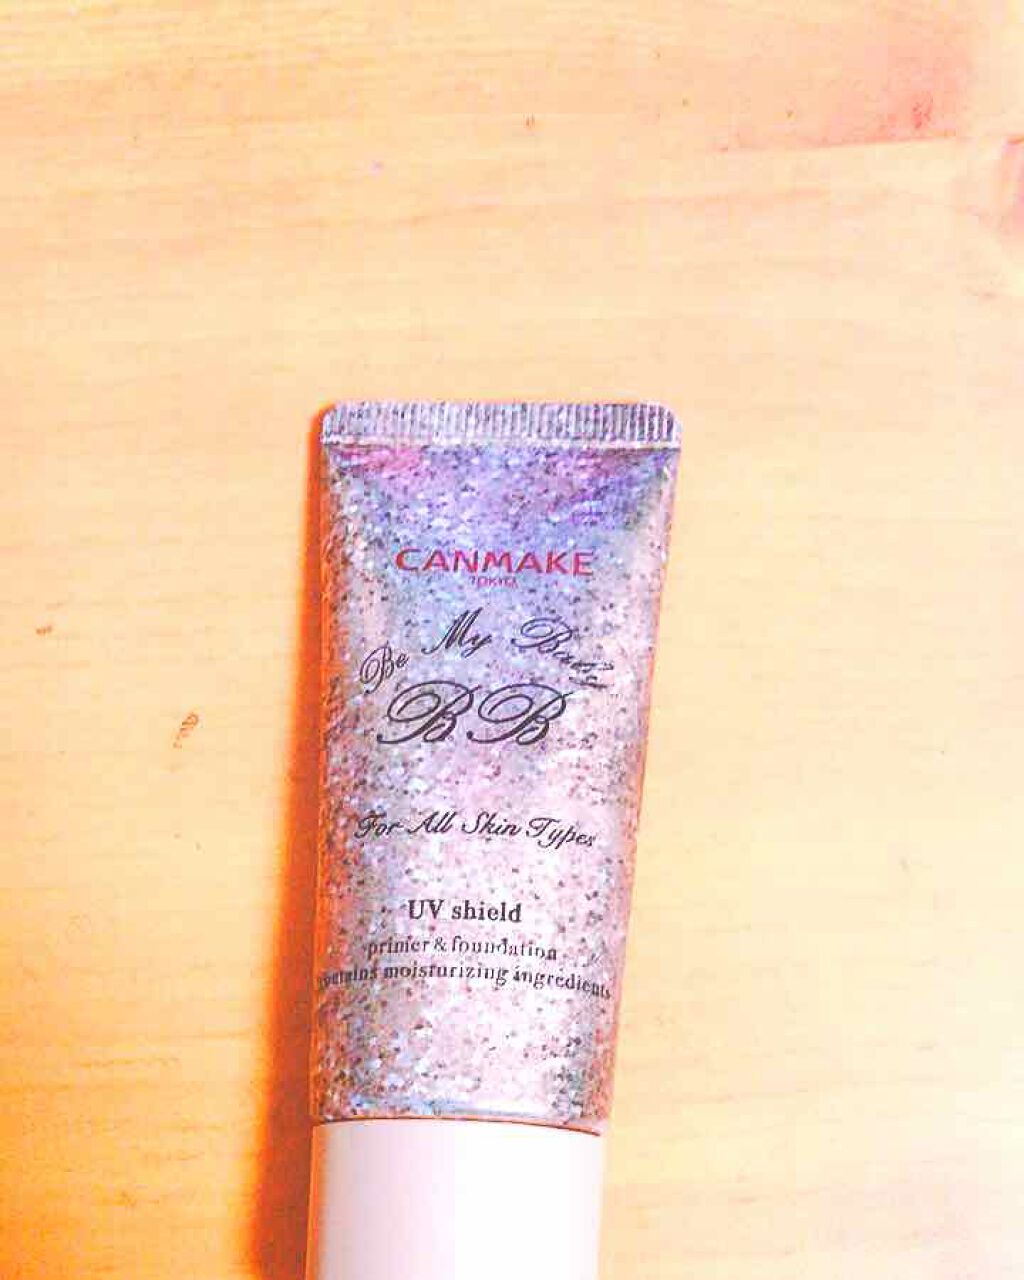 CANMAKE
TOKYO
Be My Baby
BB
For All Skin Types
UV shield
primer & foundation
contains moisturizing ingredients